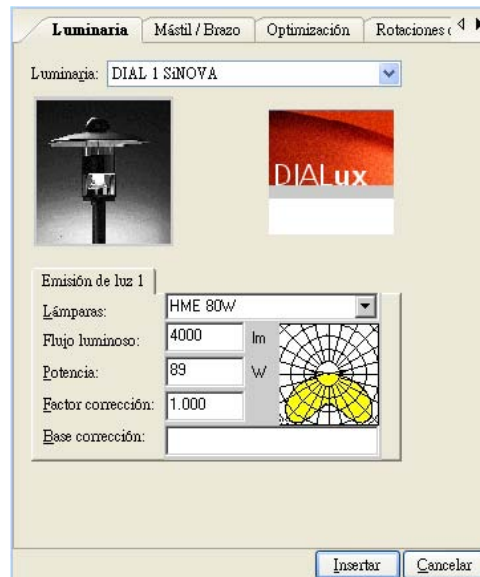 Luminaria Mástil / Brazo Optimización Rotaciones
Luminaria: DIAL 1 SiNOVA
DIALux
Emisión de luz 1
Lámparas: HME 80W
Flujo luminoso: 4000 lm
Potencia: 89 W
Factor corrección: 1.000
Base corrección:
Insertar Cancelar